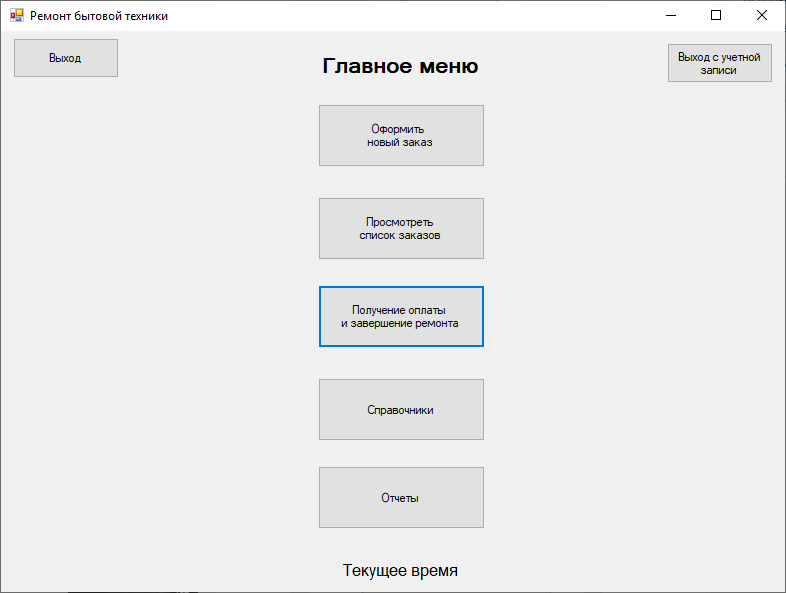 Ремонт бытовой техники
Выход
Главное меню
Выход с учетной
записи
Оформить
новый заказ
Просмотреть
список заказов
Получение оплаты
и завершение ремонта
Справочники
Отчеты
Текущее время